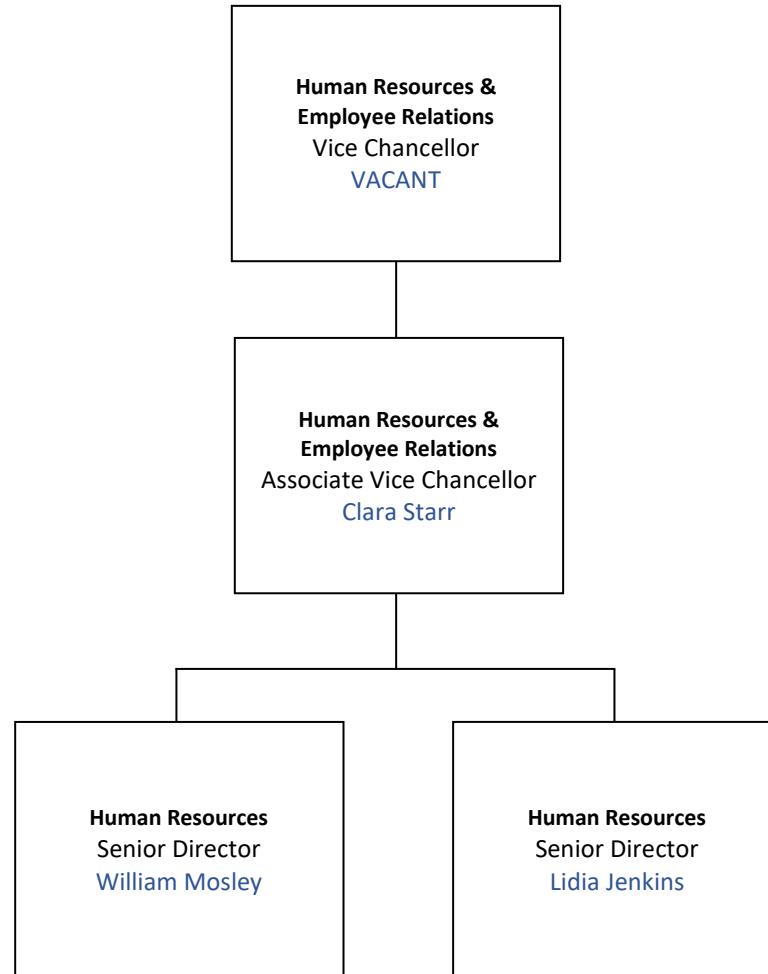 Human Resources &
Employee Relations
Vice Chancellor
VACANT
Human Resources &
Employee Relations
Associate Vice Chancellor
Clara Starr
Human Resources
Senior Director
William Mosley
Human Resources
Senior Director
Lidia Jenkins